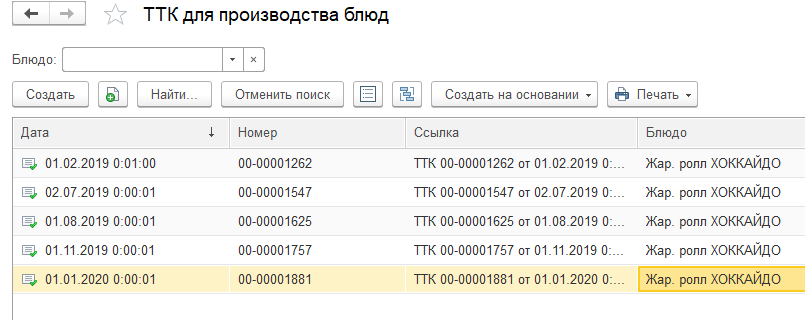 ТТК для производства блюд
Блюдо:
Создать Найти... Отменить поиск Создать на основании Печать
Дата Номер Ссылка Блюдо
01.02.2019 0:01:00 00-00001262 ТТК 00-00001262 от 01.02.2019 0:... Жар. ролл ХОККАЙДО
02.07.2019 0:00:01 00-00001547 ТТК 00-00001547 от 02.07.2019 0:... Жар. ролл ХОККАЙДО
01.08.2019 0:00:01 00-00001625 ТТК 00-00001625 от 01.08.2019 0:... Жар. ролл ХОККАЙДО
01.11.2019 0:00:01 00-00001757 ТТК 00-00001757 от 01.11.2019 0:... Жар. ролл ХОККАЙДО
01.01.2020 0:00:01 00-00001881 ТТК 00-00001881 от 01.01.2020 0:... Жар. ролл ХОККАЙДО